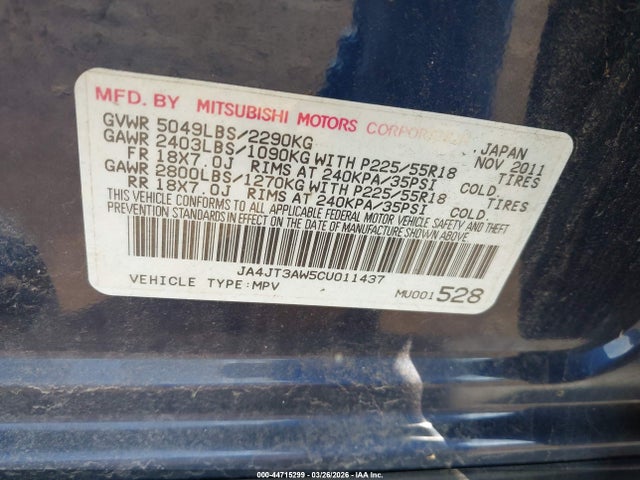 MFD. BY MITSUBISHI MOTORS CORPORATION JAPAN
GVWR 5049LBS/2290KG NOV 2011
GAWR 2403LBS/1090KG WITH P225/55R18 TIRES
FR 18X7.0J RIMS AT 240KPA/35PSI COLD.
GAWR 2800LBS/1270KG WITH P225/55R18 TIRES
RR 18X7.0J RIMS AT 240KPA/35PSI COLD.
THIS VEHICLE CONFORMS TO ALL APPLICABLE FEDERAL MOTOR VEHICLE SAFETY AND THEFT
PREVENTION STANDARDS IN EFFECT ON THE DATE OF MANUFACTURE SHOWN ABOVE.
JA4JT3AW5CU011437
VEHICLE TYPE:MPV MU001528
000-44715299 - 03/26/2026 - IAA Inc.